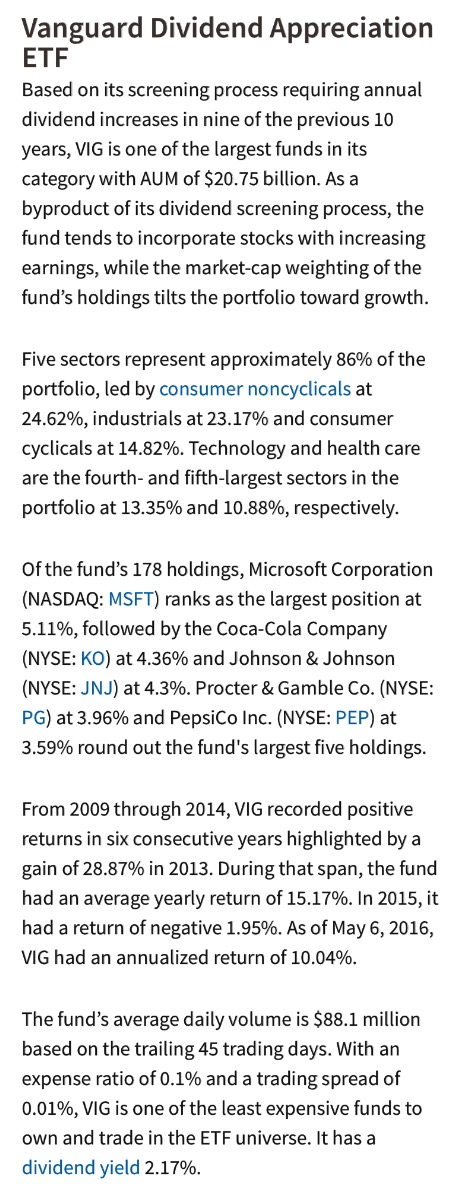 Vanguard Dividend Appreciation
ETF
Based on its screening process requiring annual
dividend increases in nine of the previous 10
years, VIG is one of the largest funds in its
category with AUM of $20.75 billion. As a
byproduct of its dividend screening process, the
fund tends to incorporate stocks with increasing
earnings, while the market-cap weighting of the
fund’s holdings tilts the portfolio toward growth.
Five sectors represent approximately 86% of the
portfolio, led by consumer noncyclicals at
24.62%, industrials at 23.17% and consumer
cyclicals at 14.82%. Technology and health care
are the fourth- and fifth-largest sectors in the
portfolio at 13.35% and 10.88%, respectively.
Of the fund’s 178 holdings, Microsoft Corporation
(NASDAQ: MSFT) ranks as the largest position at
5.11%, followed by the Coca-Cola Company
(NYSE: KO) at 4.36% and Johnson & Johnson
(NYSE: JNJ) at 4.3%. Procter & Gamble Co. (NYSE:
PG) at 3.96% and PepsiCo Inc. (NYSE: PEP) at
3.59% round out the fund's largest five holdings.
From 2009 through 2014, VIG recorded positive
returns in six consecutive years highlighted by a
gain of 28.87% in 2013. During that span, the fund
had an average yearly return of 15.17%. In 2015, it
had a return of negative 1.95%. As of May 6, 2016,
VIG had an annualized return of 10.04%.
The fund’s average daily volume is $88.1 million
based on the trailing 45 trading days. With an
expense ratio of 0.1% and a trading spread of
0.01%, VIG is one of the least expensive funds to
own and trade in the ETF universe. It has a
dividend yield 2.17%.